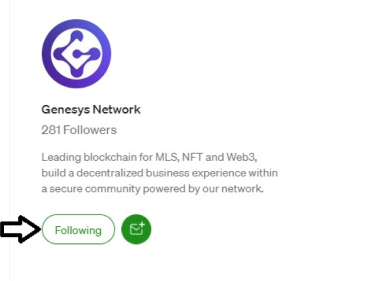 Genesys Network
281 Followers
Leading blockchain for MLS, NFT and Web3,
build a decentralized business experience within
a secure community powered by our network.
Following